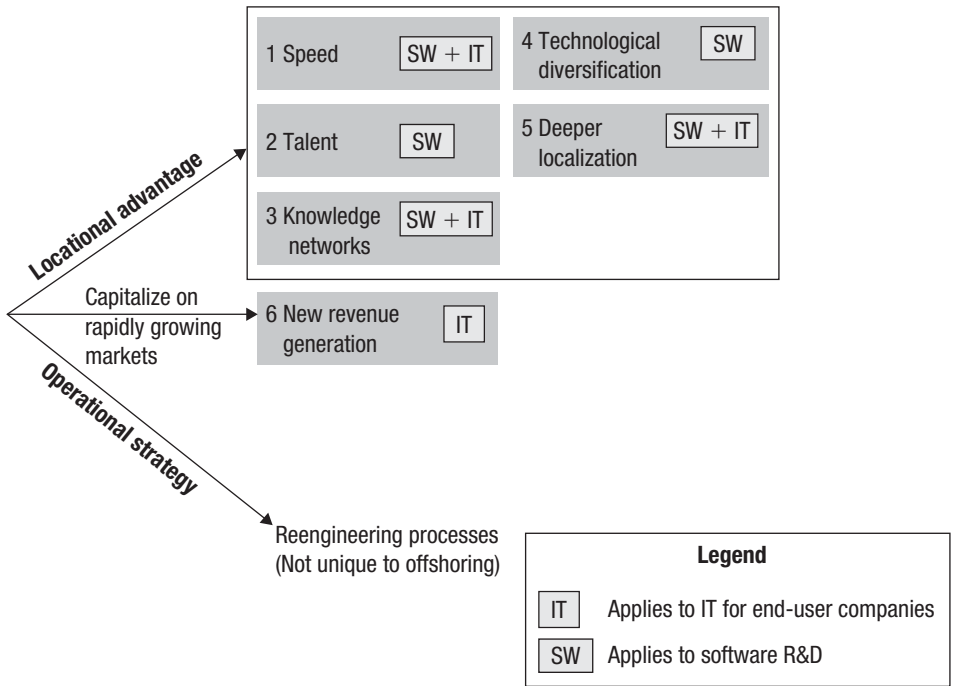 1 Speed
SW + IT
4 Technological
diversification
SW
2 Talent
SW
5 Deeper
localization
SW + IT
3 Knowledge
networks
SW + IT
Locational advantage
Capitalize on
rapidly growing
markets
6 New revenue
generation
IT
Operational strategy
Reengineering processes
(Not unique to offshoring)
Legend
IT Applies to IT for end-user companies
SW Applies to software R&D